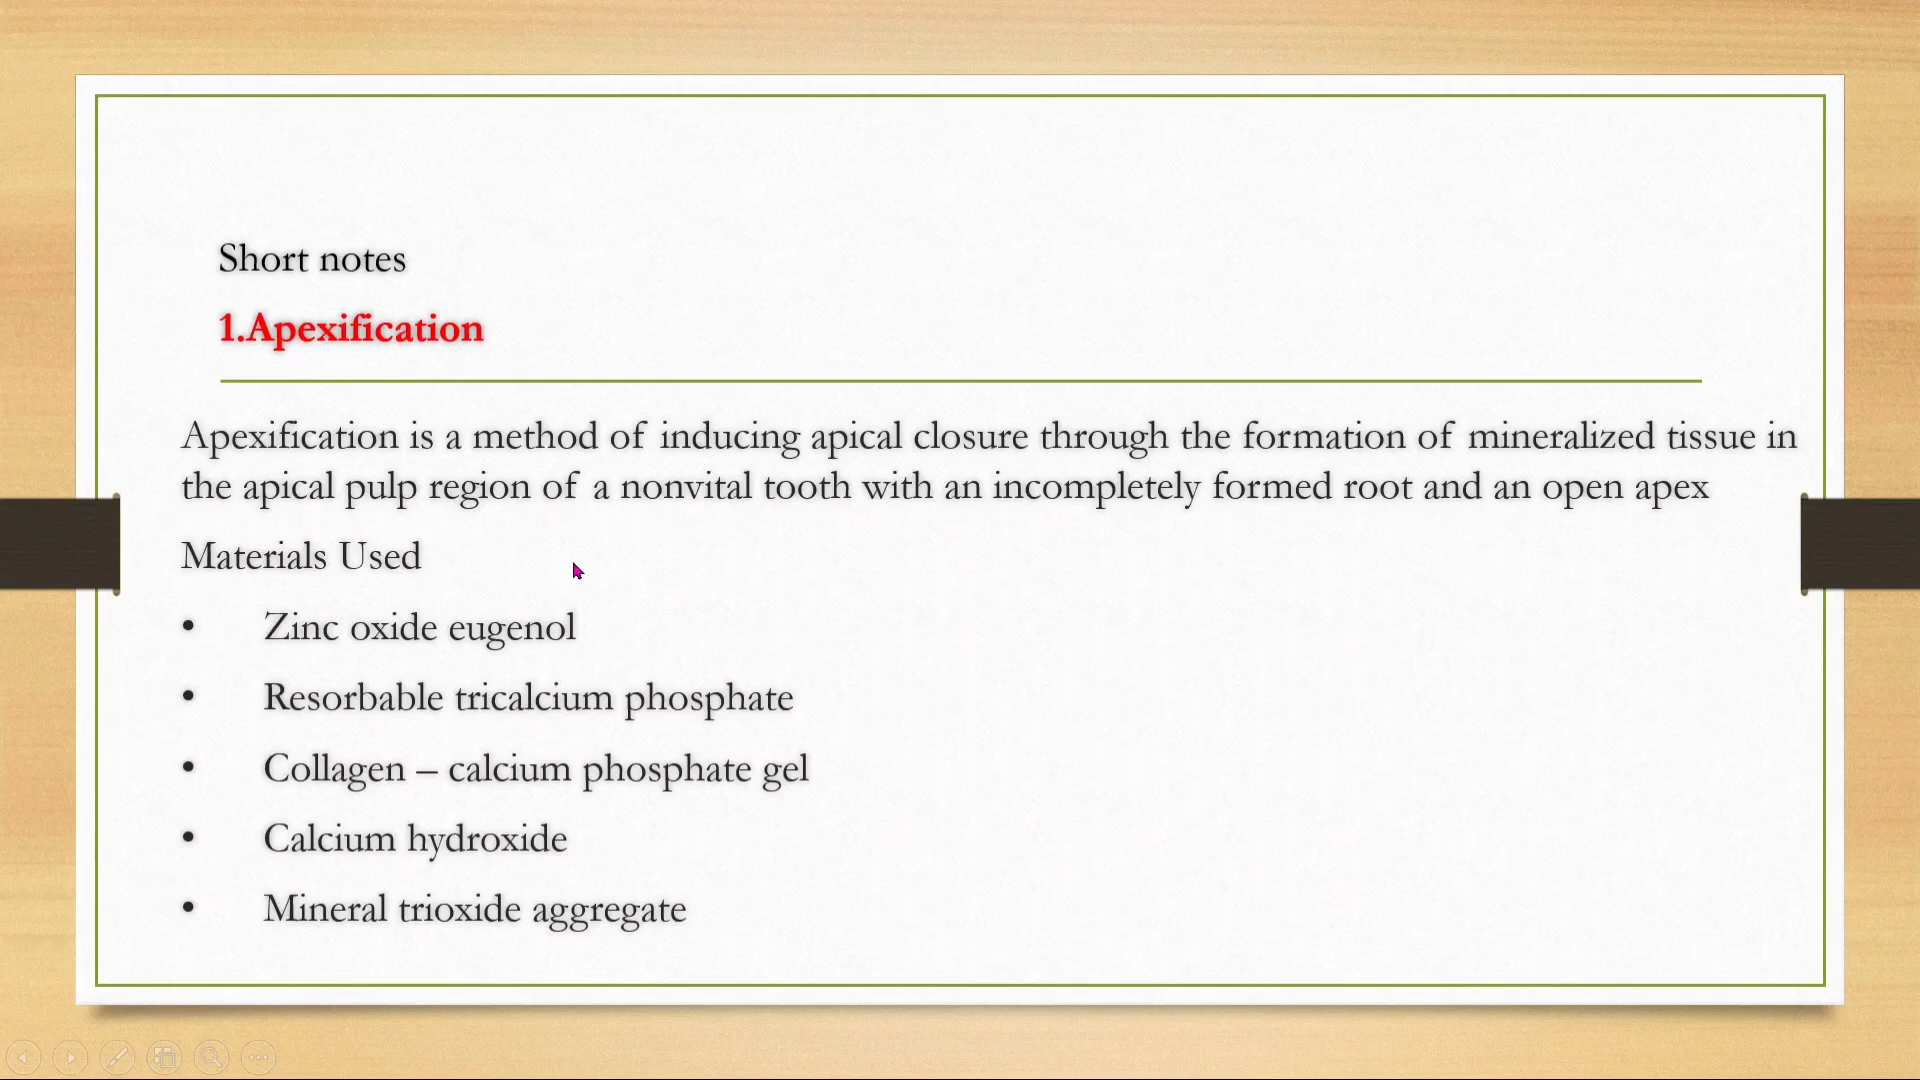 Short notes
1.Apexification
Apexification is a method of inducing apical closure through the formation of mineralized tissue in
the apical pulp region of a nonvital tooth with an incompletely formed root and an open apex
Materials Used
• Zinc oxide eugenol
• Resorbable tricalcium phosphate
• Collagen – calcium phosphate gel
• Calcium hydroxide
• Mineral trioxide aggregate